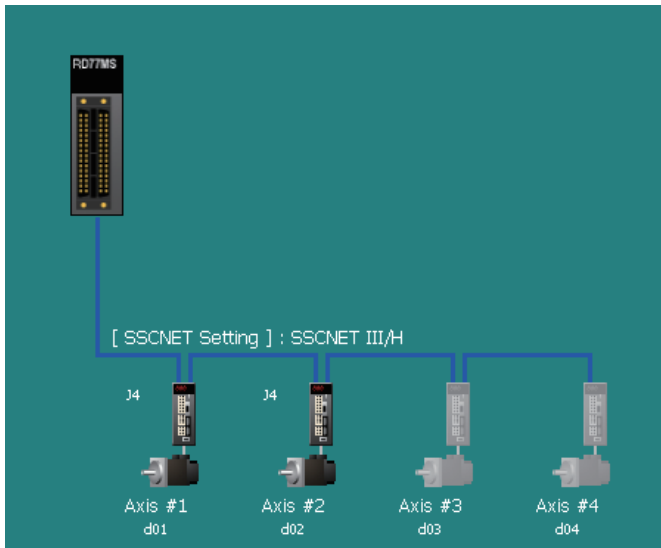 RD77MS
[ SSCNET Setting ] : SSCNET III/H
J4 J4
Axis #1 Axis #2 Axis #3 Axis #4
d01 d02 d03 d04